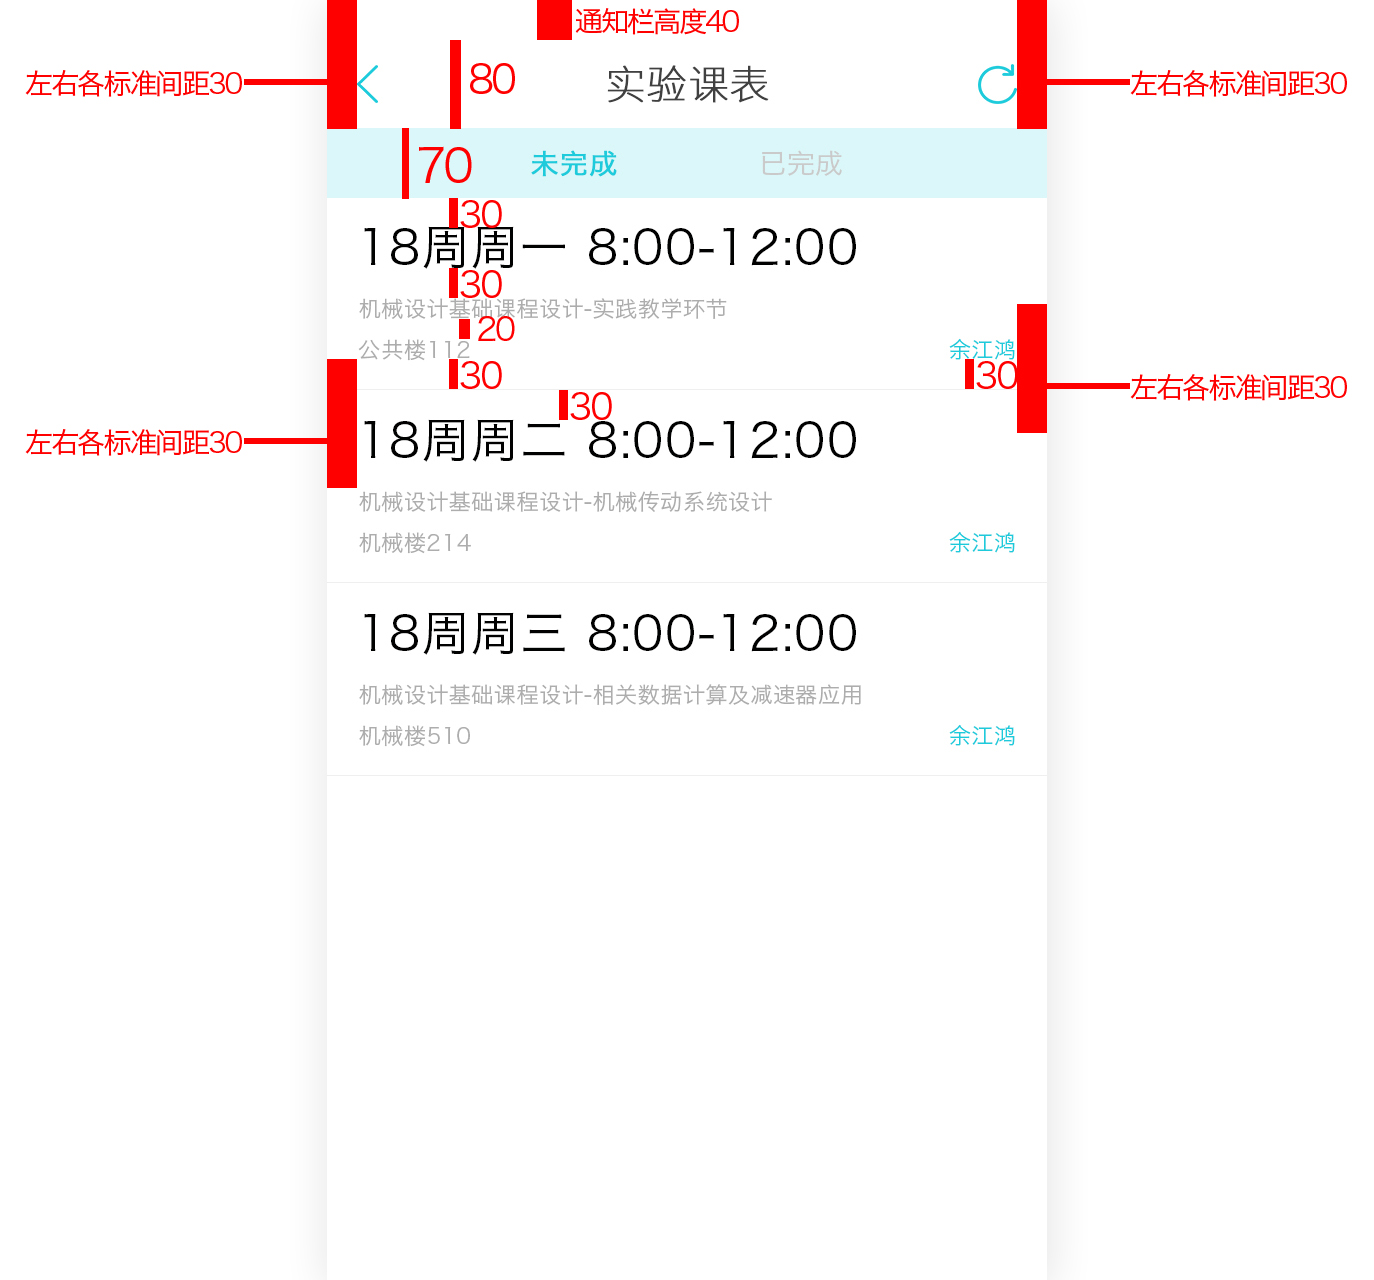 通知栏高度40
左右各标准间距30
80
实验课表
左右各标准间距30
70
未完成
已完成
30
18周周一 8:00-12:00
30
机械设计基础课程设计-实践教学环节
20
公共楼112
余江鸿
30
30
左右各标准间距30
30
左右各标准间距30
18周周二 8:00-12:00
机械设计基础课程设计-机械传动系统设计
机械楼214
余江鸿
18周周三 8:00-12:00
机械设计基础课程设计-相关数据计算及减速器应用
机械楼510
余江鸿